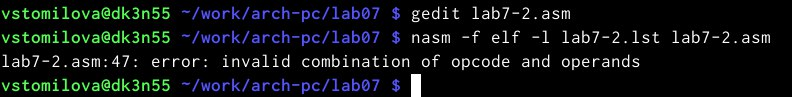 vstomilova@dk3n55 ~/work/arch-pc/lab07 $ gedit lab7-2.asm
vstomilova@dk3n55 ~/work/arch-pc/lab07 $ nasm -f elf -l lab7-2.lst lab7-2.asm
lab7-2.asm:47: error: invalid combination of opcode and operands
vstomilova@dk3n55 ~/work/arch-pc/lab07 $